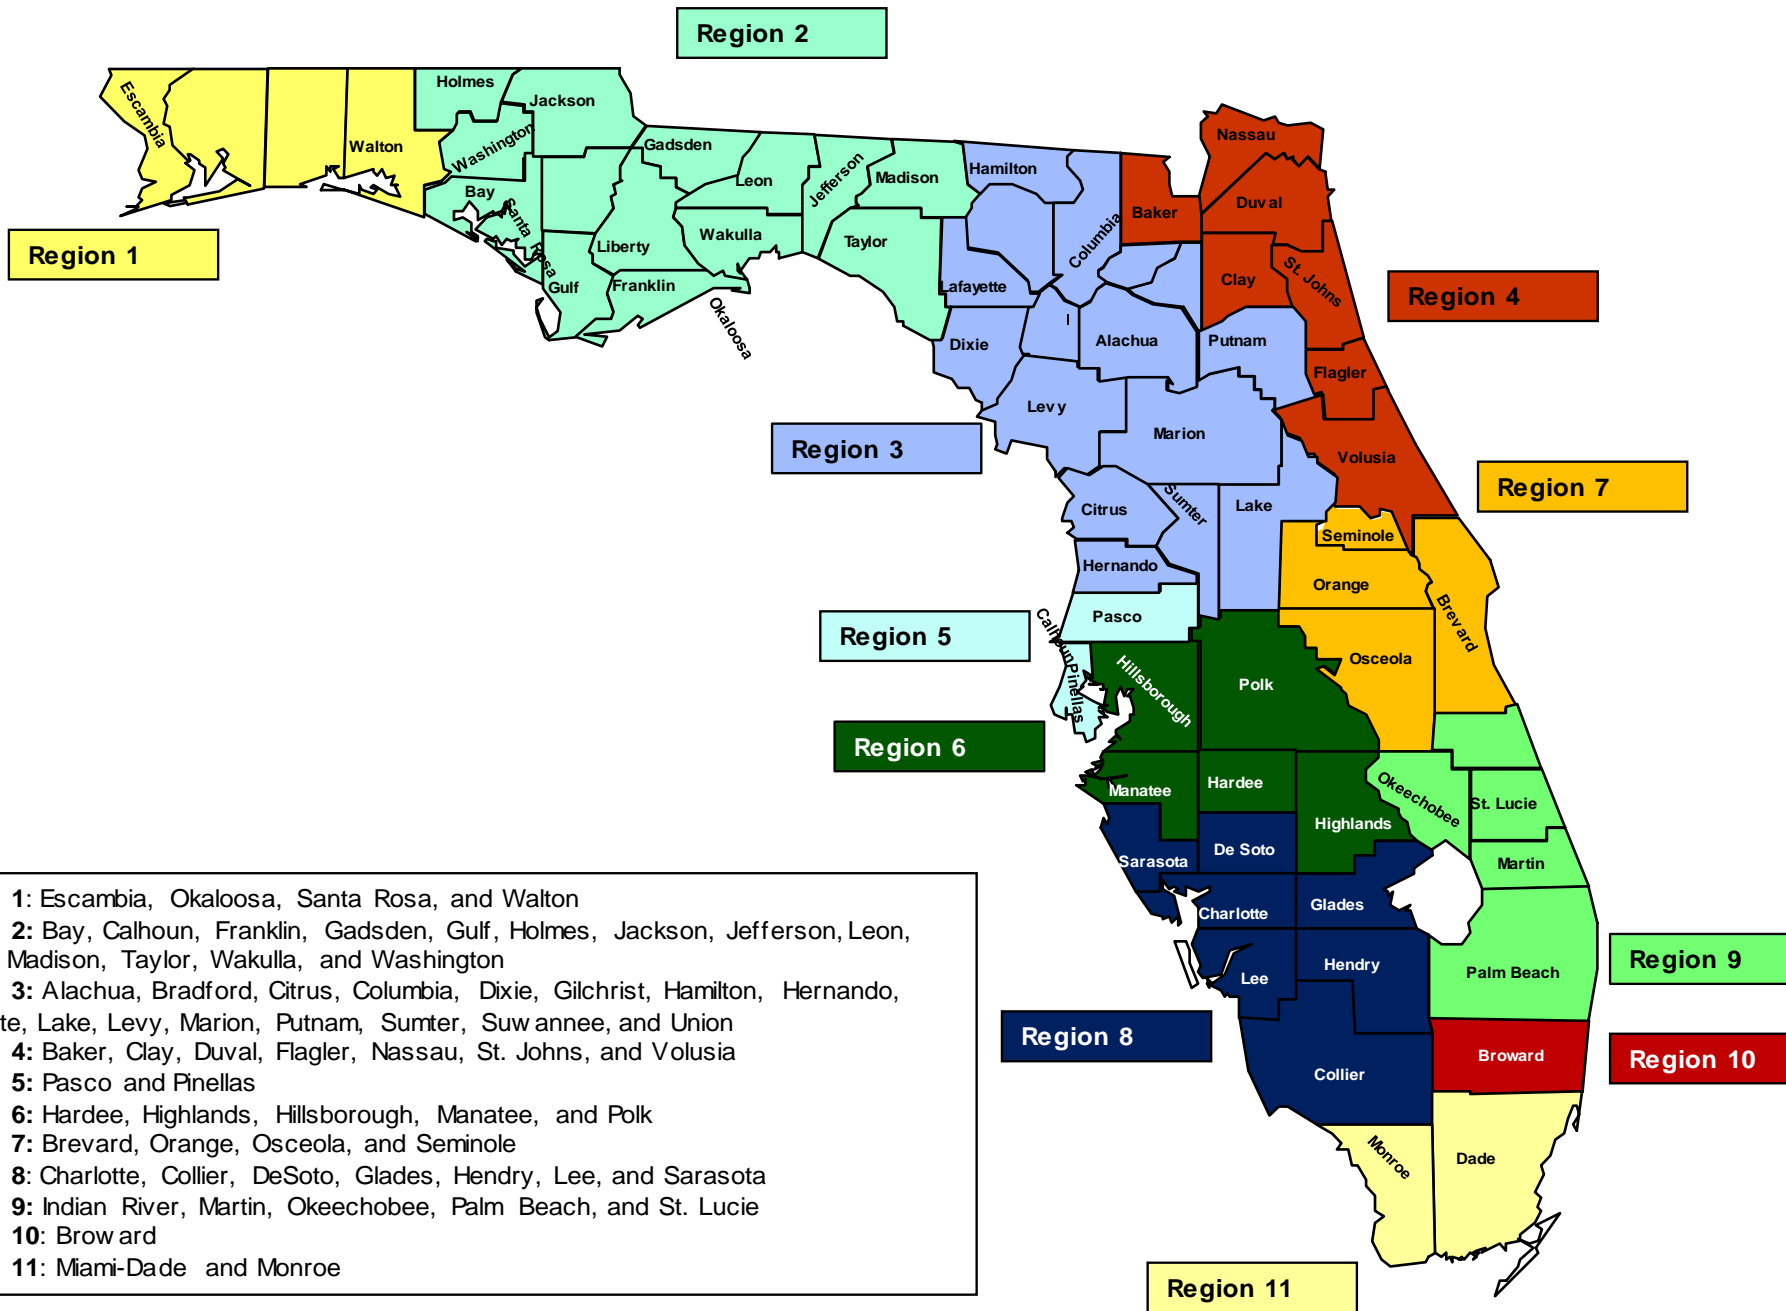 Region 2
Holmes
Jackson
Escambia
Walton
Washington
Gadsden
Nassau
Bay
Leon
Jefferson
Madison
Hamilton
Baker
Duval
Santa Rosa
Region 1
Liberty
Wakulla
Taylor
Columbia
Gulf
Franklin
Lafayette
Clay
St. Johns
Region 4
Okaloosa
I
Dixie
Alachua
Putnam
Flagler
Levy
Region 3
Marion
Volusia
Region 7
Citrus
Sumter
Lake
Seminole
Hernando
Orange
Brevard
Region 5
Calhoun
Pasco
Osceola
Pinellas
Hillsborough
Polk
Region 6
Manatee
Hardee
Okeechobee
St. Lucie
Highlands
Sarasota
De Soto
Martin
Charlotte
Glades
Lee
Hendry
Palm Beach
Region 9
Region 8
Collier
Broward
Region 10
Monroe
Dade
Region 11
1: Escambia, Okaloosa, Santa Rosa, and Walton
2: Bay, Calhoun, Franklin, Gadsden, Gulf, Holmes, Jackson, Jefferson, Leon,
Madison, Taylor, Wakulla, and Washington
3: Alachua, Bradford, Citrus, Columbia, Dixie, Gilchrist, Hamilton, Hernando,
te, Lake, Levy, Marion, Putnam, Sumter, Suwannee, and Union
4: Baker, Clay, Duval, Flagler, Nassau, St. Johns, and Volusia
5: Pasco and Pinellas
6: Hardee, Highlands, Hillsborough, Manatee, and Polk
7: Brevard, Orange, Osceola, and Seminole
8: Charlotte, Collier, DeSoto, Glades, Hendry, Lee, and Sarasota
9: Indian River, Martin, Okeechobee, Palm Beach, and St. Lucie
10: Broward
11: Miami-Dade and Monroe